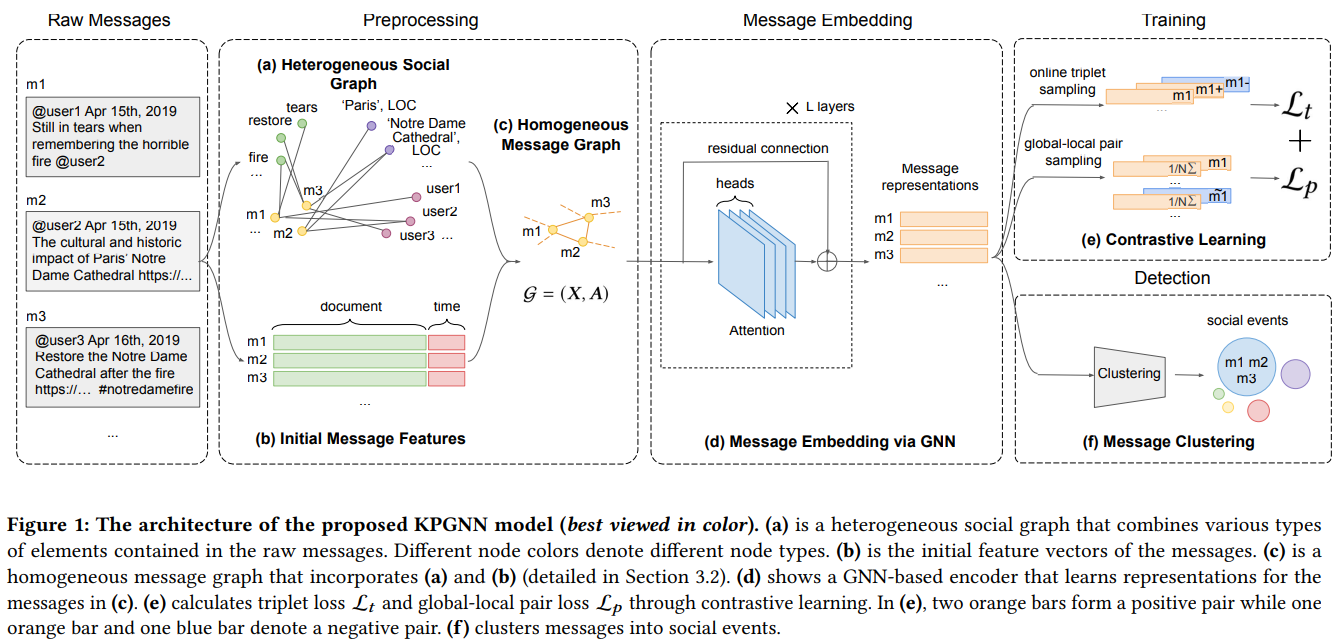 Raw Messages
Preprocessing
Message Embedding
Training
m1
@user1 Apr 15th, 2019
Still in tears when
remembering the horrible
fire @user2
m2
@user2 Apr 15th, 2019
The cultural and historic
impact of Paris' Notre
Dame Cathedral https://...
m3
@user3 Apr 16th, 2019
Restore the Notre Dame
Cathedral after the fire
https://... #notredamefire
...
(a) Heterogeneous Social
Graph
tears
restore
fire
...
'Paris', LOC
'Notre Dame
Cathedral',
LOC
...
m3
m1
...
m2
user1
user2
user3 ...
document
time
m1
m2
m3
...
(b) Initial Message Features
(c) Homogeneous
Message Graph
m3
m1
m2
𝒢 = (X, A)
× L layers
residual connection
heads
Attention
Message
representations
m1
m2
m3
...
(d) Message Embedding via GNN
online triplet
sampling
m1 m1+ m1-
...
ℒt
+
global-local pair
sampling
1/NΣ m1
...
1/NΣ m̃1
...
ℒp
(e) Contrastive Learning
Detection
social events
Clustering
m1 m2
m3
(f) Message Clustering
Figure 1: The architecture of the proposed KPGNN model (best viewed in color). (a) is a heterogeneous social graph that combines various types
of elements contained in the raw messages. Different node colors denote different node types. (b) is the initial feature vectors of the messages. (c) is a
homogeneous message graph that incorporates (a) and (b) (detailed in Section 3.2). (d) shows a GNN-based encoder that learns representations for the
messages in (c). (e) calculates triplet loss ℒt and global-local pair loss ℒp through contrastive learning. In (e), two orange bars form a positive pair while one
orange bar and one blue bar denote a negative pair. (f) clusters messages into social events.